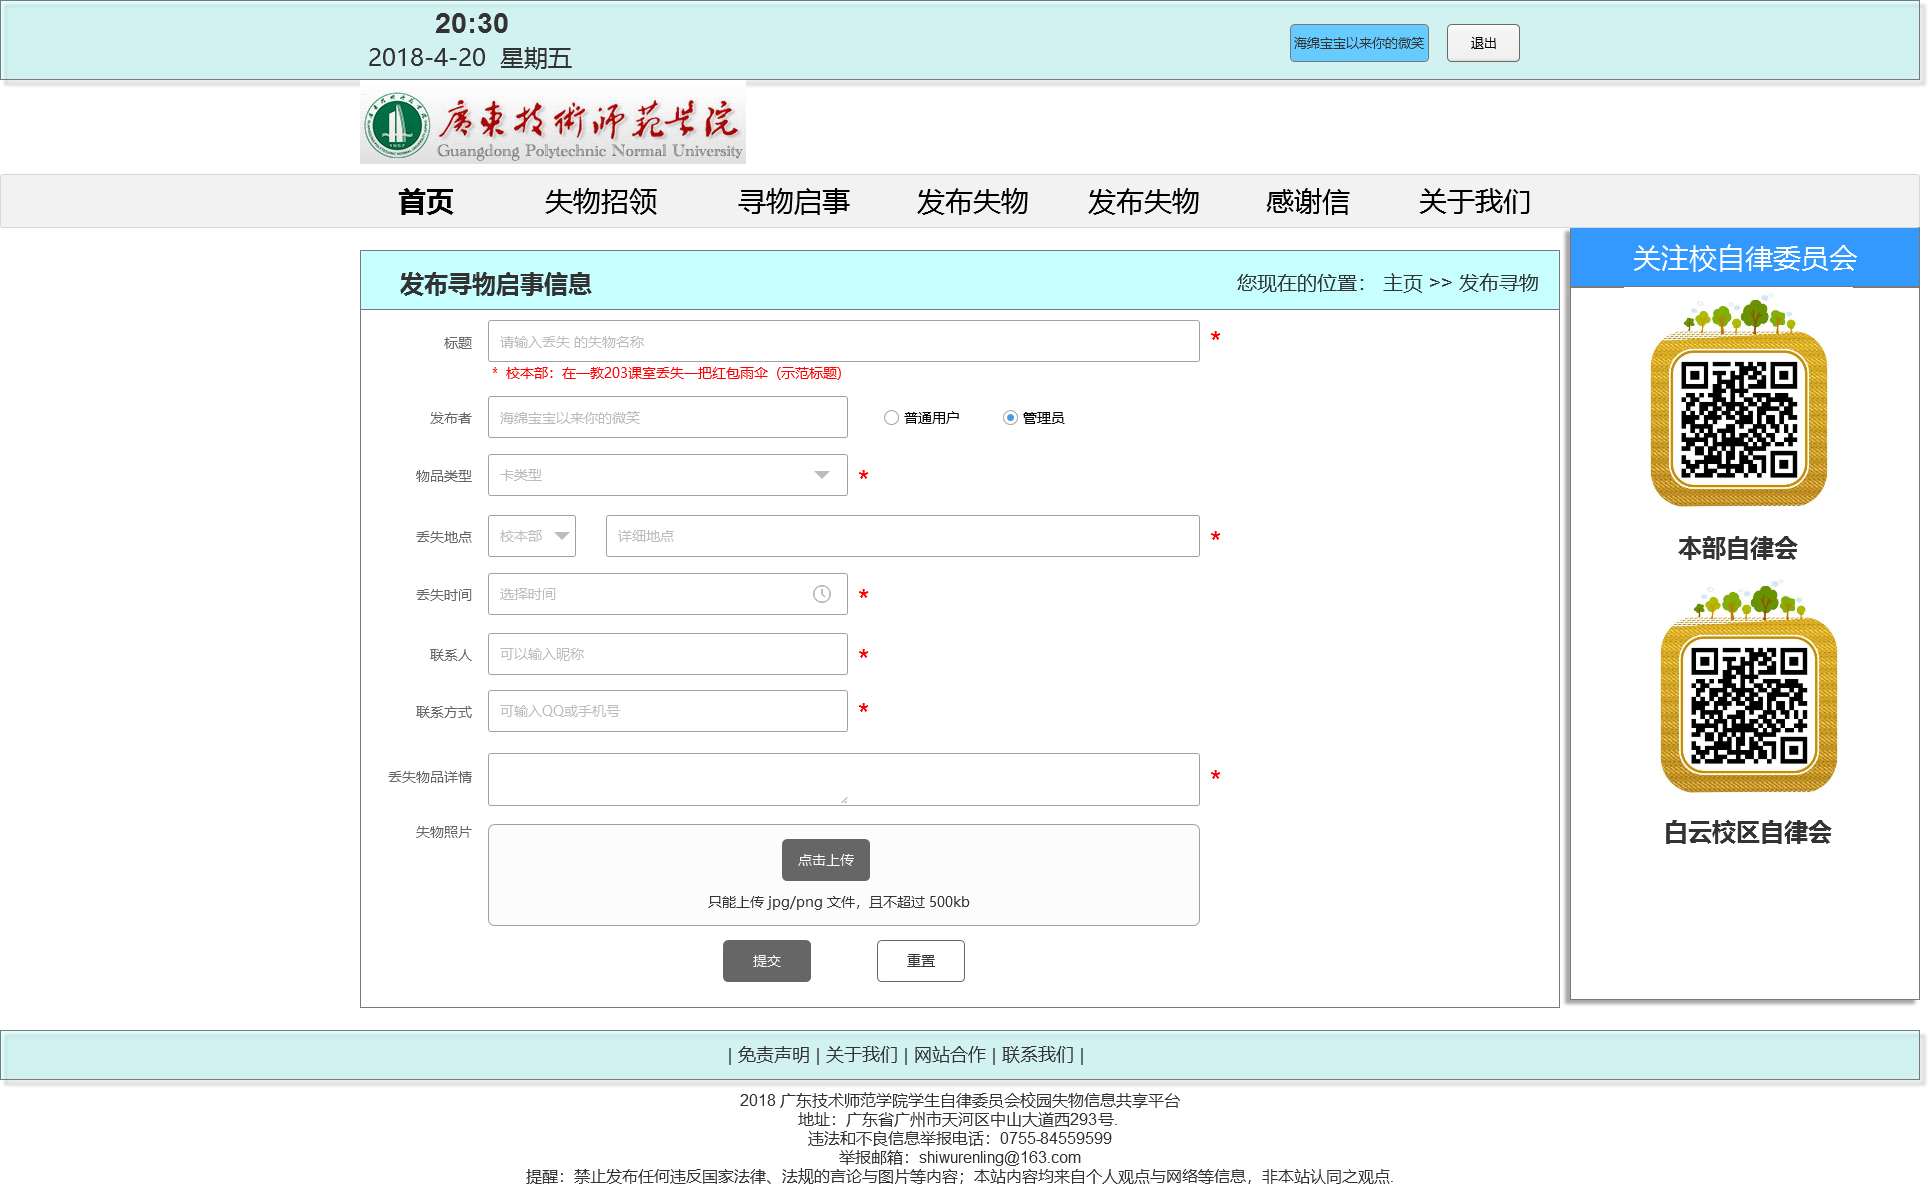 20:30
2018-4-20 星期五
海绵宝宝以来你的微笑
退出
廣東技術师范学院
Guangdong Polytechnic Normal University
首页 失物招领 寻物启事 发布失物 发布失物 感谢信 关于我们
关注校自律委员会
发布寻物启事信息
您现在的位置： 主页 >> 发布寻物
标题 请输入丢失 的失物名称 *
* 校本部：在一教203课室丢失一把红包雨伞（示范标题）
发布者 海绵宝宝以来你的微笑 普通用户 管理员
物品类型 卡类型 *
丢失地点 校本部 详细地点 *
丢失时间 选择时间 *
联系人 可以输入昵称 *
联系方式 可输入QQ或手机号 *
丢失物品详情 *
失物照片
点击上传
只能上传 jpg/png 文件，且不超过 500kb
提交 重置
本部自律会
白云校区自律会
| 免责声明 | 关于我们 | 网站合作 | 联系我们 |
2018 广东技术师范学院学生自律委员会校园失物信息共享平台
地址：广东省广州市天河区中山大道西293号.
违法和不良信息举报电话：0755-84559599
举报邮箱：shiwurenling@163.com
提醒：禁止发布任何违反国家法律、法规的言论与图片等内容；本站内容均来自个人观点与网络等信息，非本站认同之观点.